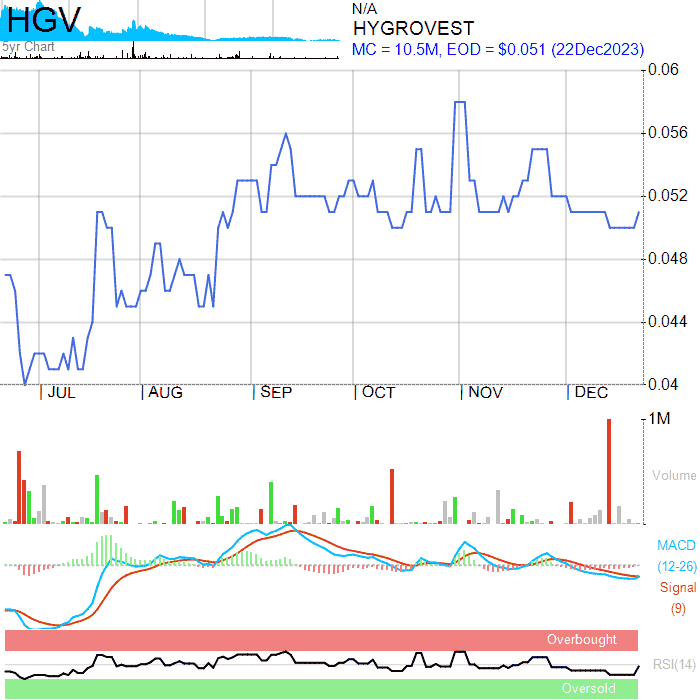 HGV
5yr Chart
N/A
HYGROVEST
MC = 10.5M, EOD = $0.051 (22Dec2023)
0.06
0.056
0.052
0.048
0.044
0.04
JUL AUG SEP OCT NOV DEC
1M
Volume
MACD
(12-26)
Signal
(9)
Overbought
RSI(14)
Oversold